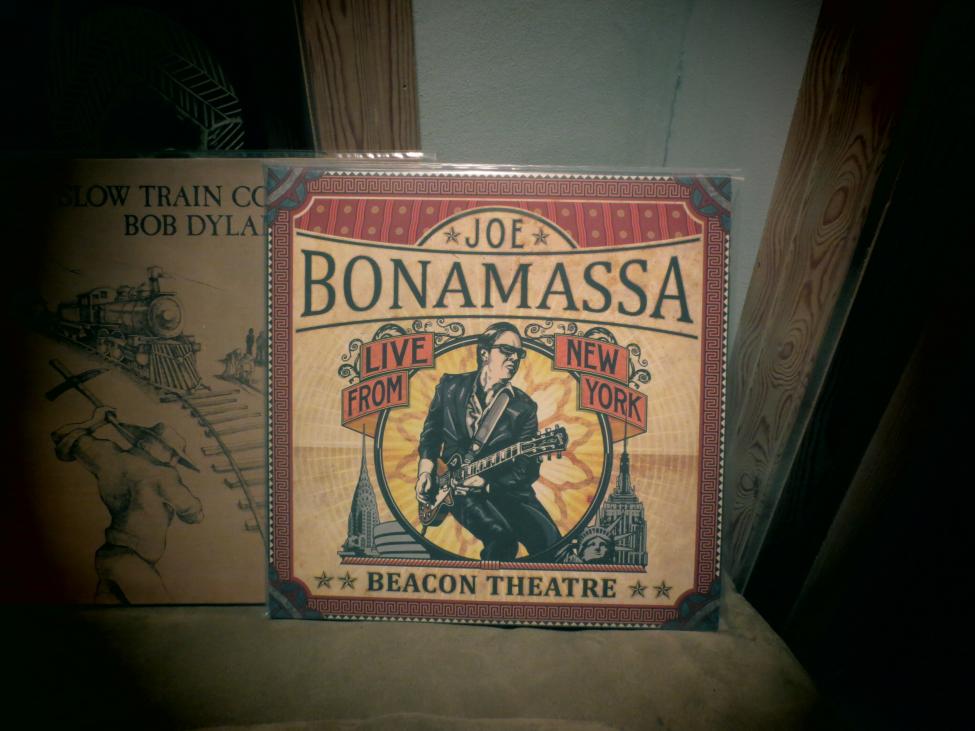 SLOW TRAIN CO
BOB DYLA
JOE
BONAMASSA
LIVE
FROM
NEW
YORK
BEACON THEATRE